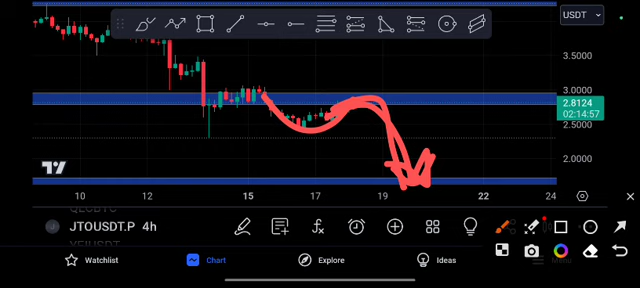 USDT
3.5000
3.0000
2.8124
02:14:57
2.5000
2.0000
10
12
15
17
19
22
24
JTOUSDT.P 4h
Watchlist
Chart
Explore
Ideas